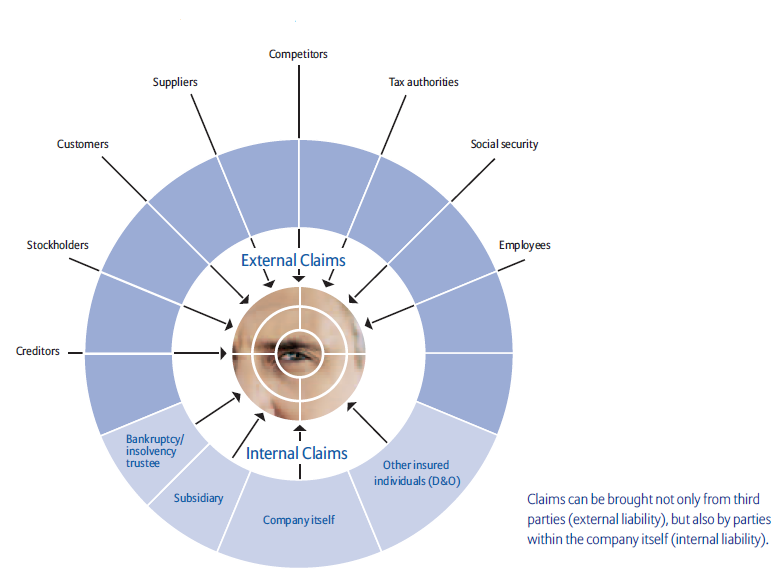 Competitors
Suppliers
Tax authorities
Customers
Social security
Stockholders
Employees
External Claims
Creditors
Bankruptcy/
insolvency
trustee
Internal Claims
Other insured
individuals (D&O)
Subsidiary
Company itself
Claims can be brought not only from third
parties (external liability), but also by parties
within the company itself (internal liability).